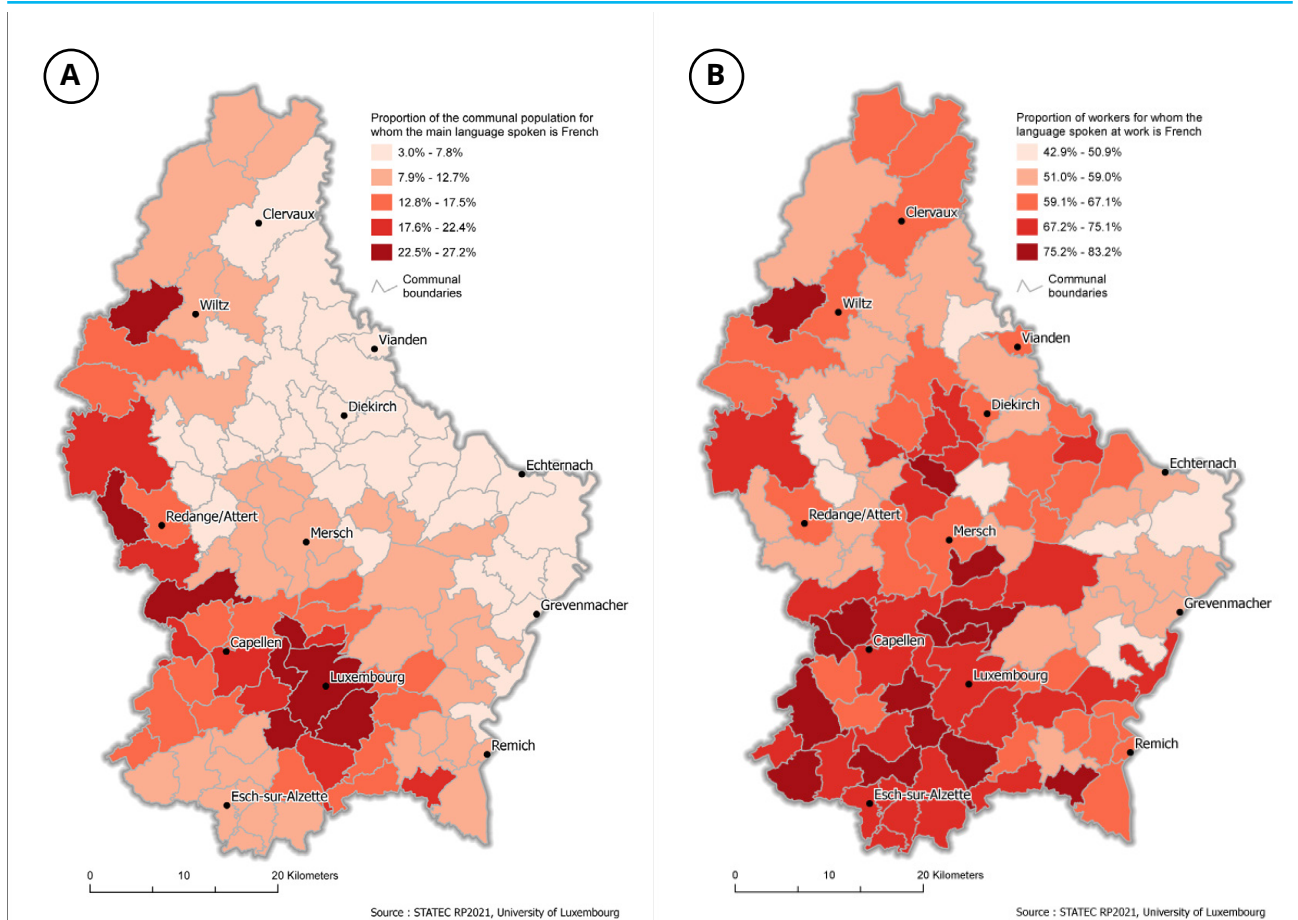 A
Proportion of the communal population for
whom the main language spoken is French
3.0% - 7.8%
7.9% - 12.7%
12.8% - 17.5%
17.6% - 22.4%
22.5% - 27.2%
Communal
boundaries
Clervaux
Wiltz
Vianden
Diekirch
Echternach
Redange/Attert
Mersch
Grevenmacher
Capellen
Luxembourg
Remich
Esch-sur-Alzette
0 10 20 Kilometers
Source : STATEC RP2021, University of Luxembourg
B
Proportion of workers for whom the
language spoken at work is French
42.9% - 50.9%
51.0% - 59.0%
59.1% - 67.1%
67.2% - 75.1%
75.2% - 83.2%
Communal
boundaries
Clervaux
Wiltz
Vianden
Diekirch
Echternach
Redange/Attert
Mersch
Grevenmacher
Capellen
Luxembourg
Remich
Esch-sur-Alzette
0 10 20 Kilometers
Source : STATEC RP2021, University of Luxembourg